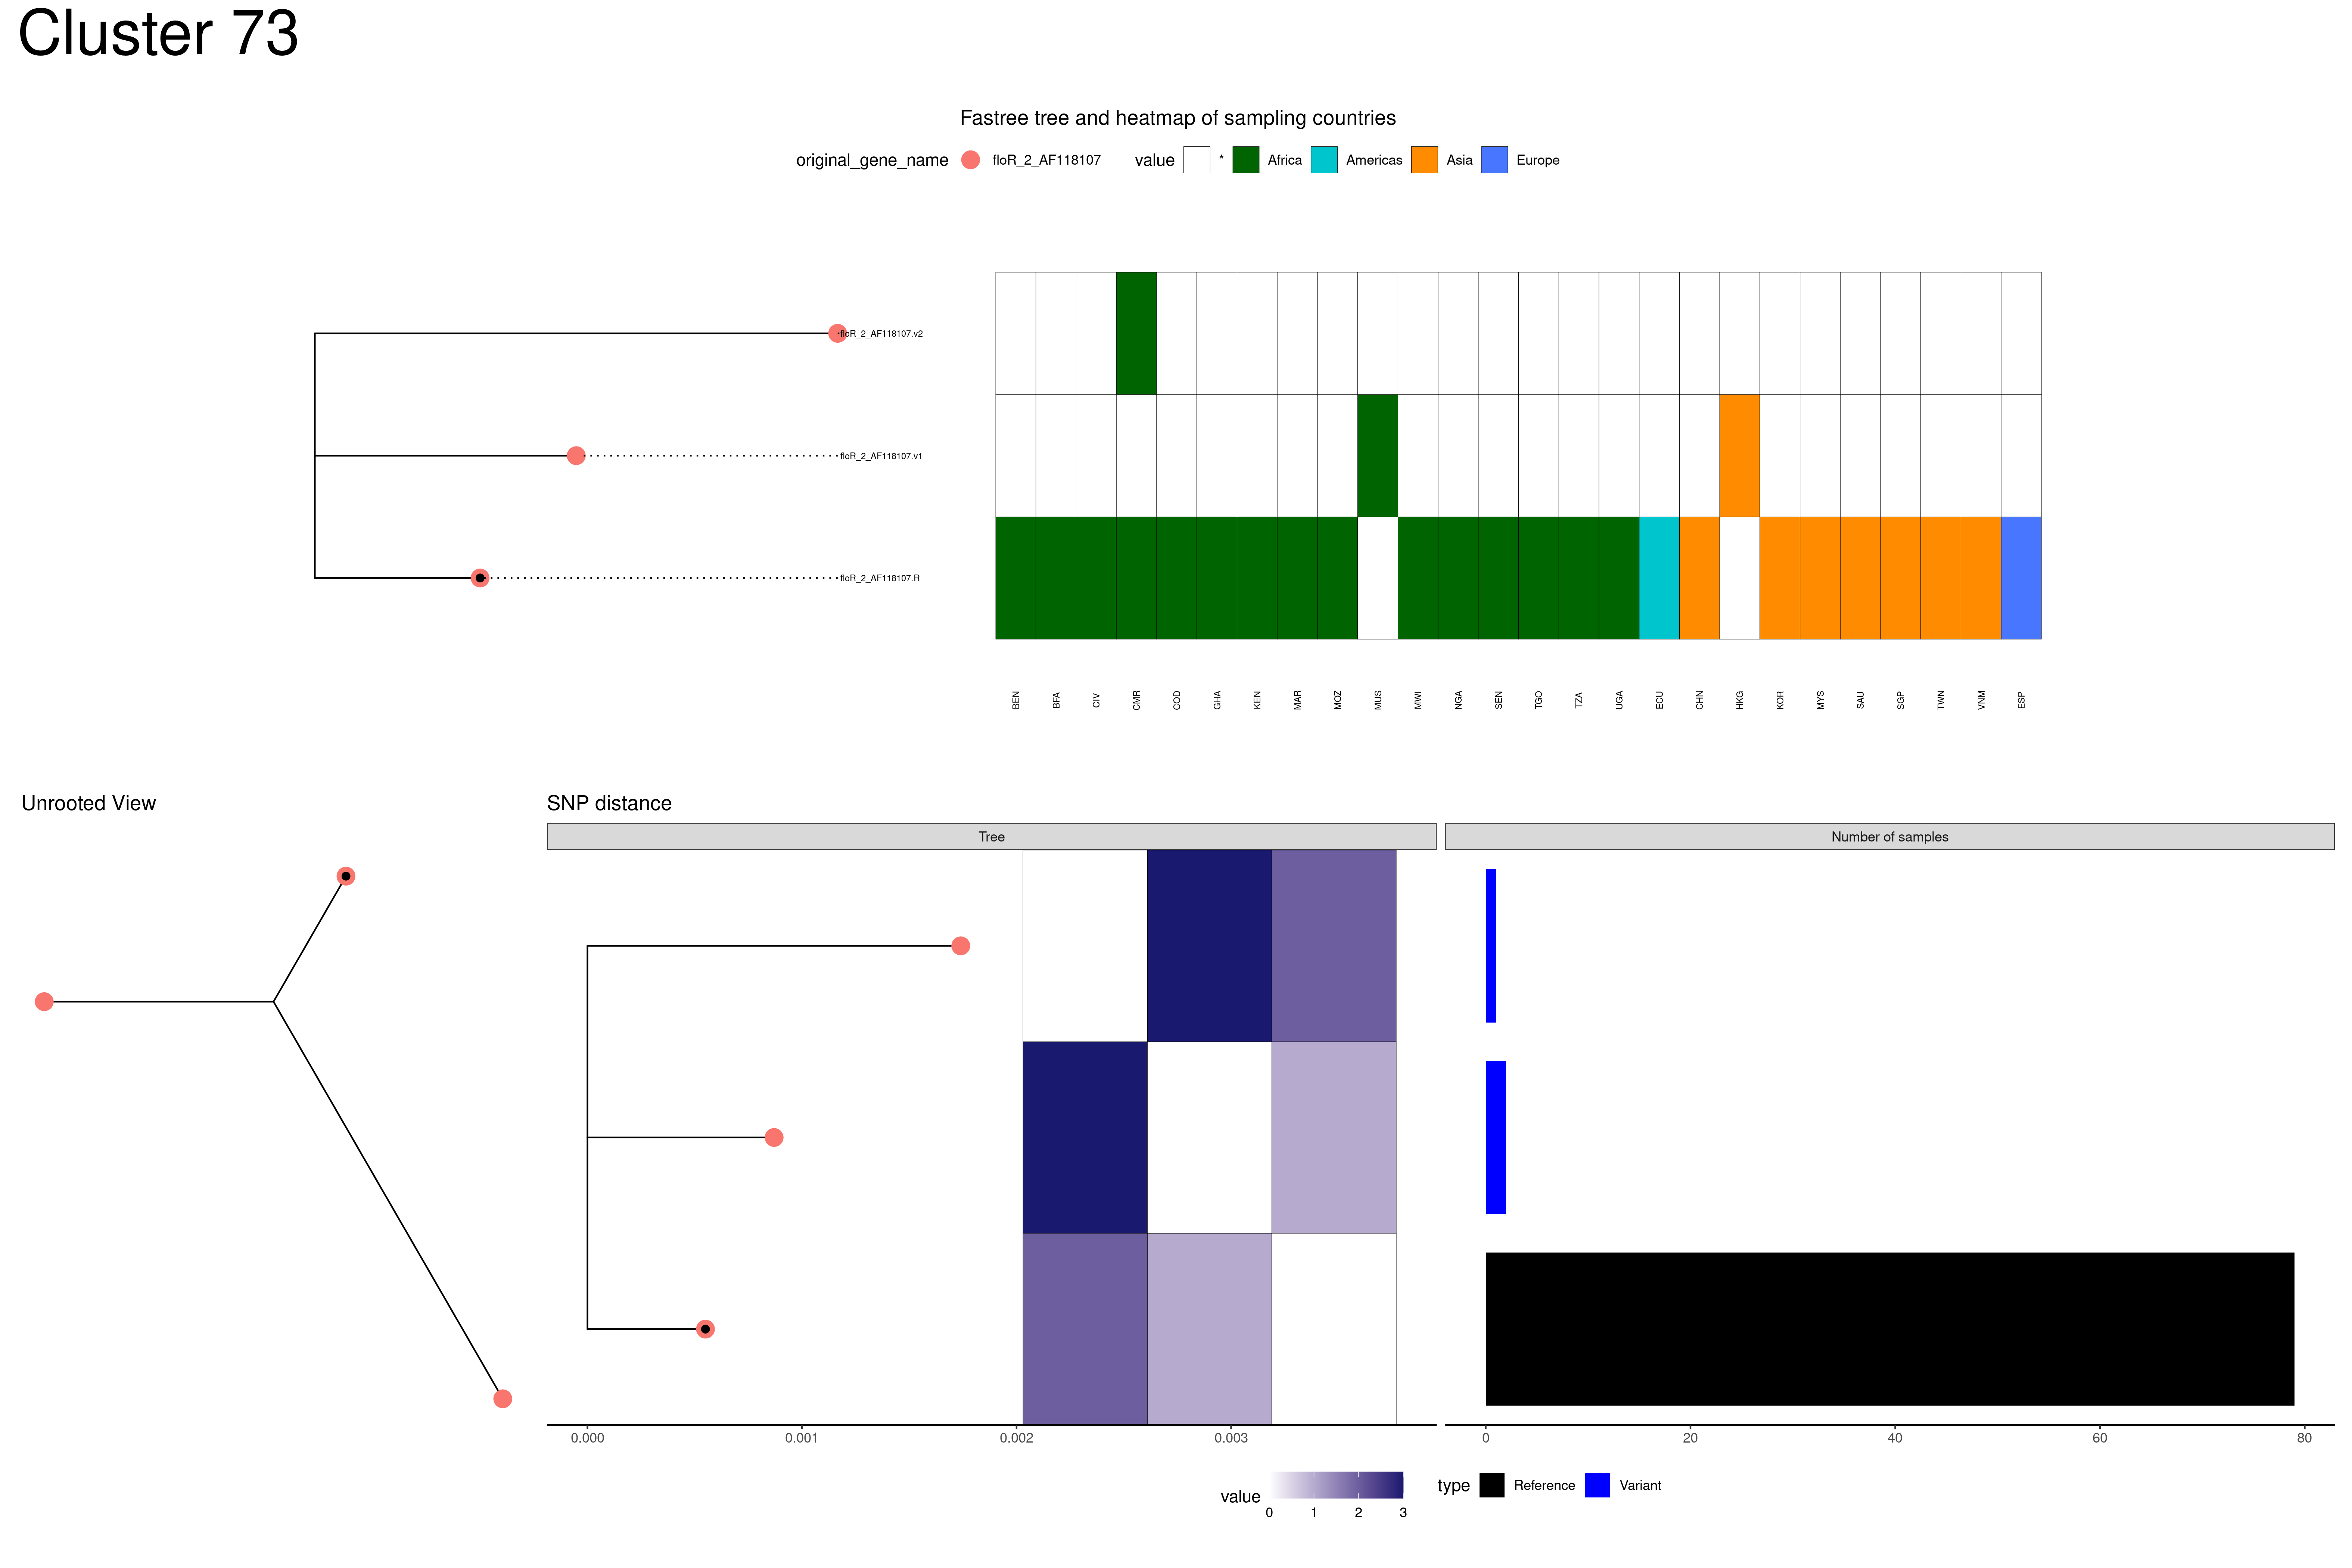 Cluster 73
Fastree tree and heatmap of sampling countries
original_gene_name floR_2_AF118107 value * Africa Americas Asia Europe
floR_2_AF118107.v2
floR_2_AF118107.v1
floR_2_AF118107.R
BEN BFA CIV CMR COD GHA KEN MAR MOZ MUS MWI NGA SEN TGO TZA UGA ECU CHN HKG KOR MYS SAU SGP TWN VNM ESP
Unrooted View
SNP distance
Tree
Number of samples
0.000 0.001 0.002 0.003
0 20 40 60 80
value 0 1 2 3
type Reference Variant